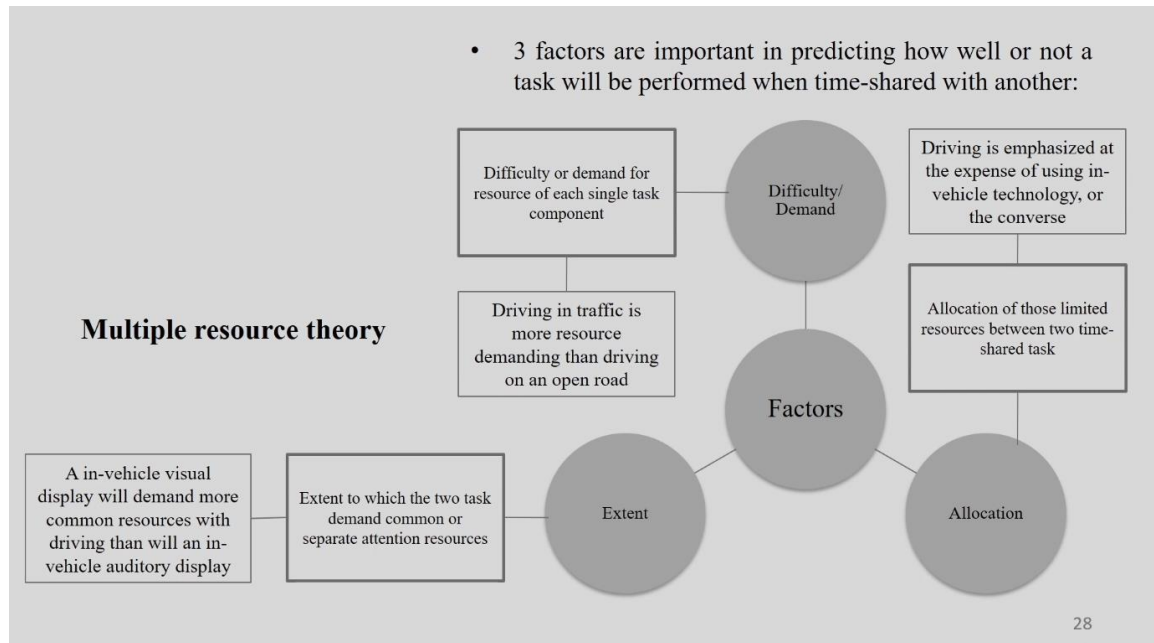 • 3 factors are important in predicting how well or not a
task will be performed when time-shared with another:
Difficulty or demand for
resource of each single task
component
Difficulty/
Demand
Driving is emphasized at
the expense of using in-
vehicle technology, or
the converse
Driving in traffic is
more resource
demanding than driving
on an open road
Allocation of those limited
resources between two time-
shared task
Multiple resource theory
Factors
A in-vehicle visual
display will demand more
common resources with
driving than will an in-
vehicle auditory display
Extent to which the two task
demand common or
separate attention resources
Extent
Allocation
28